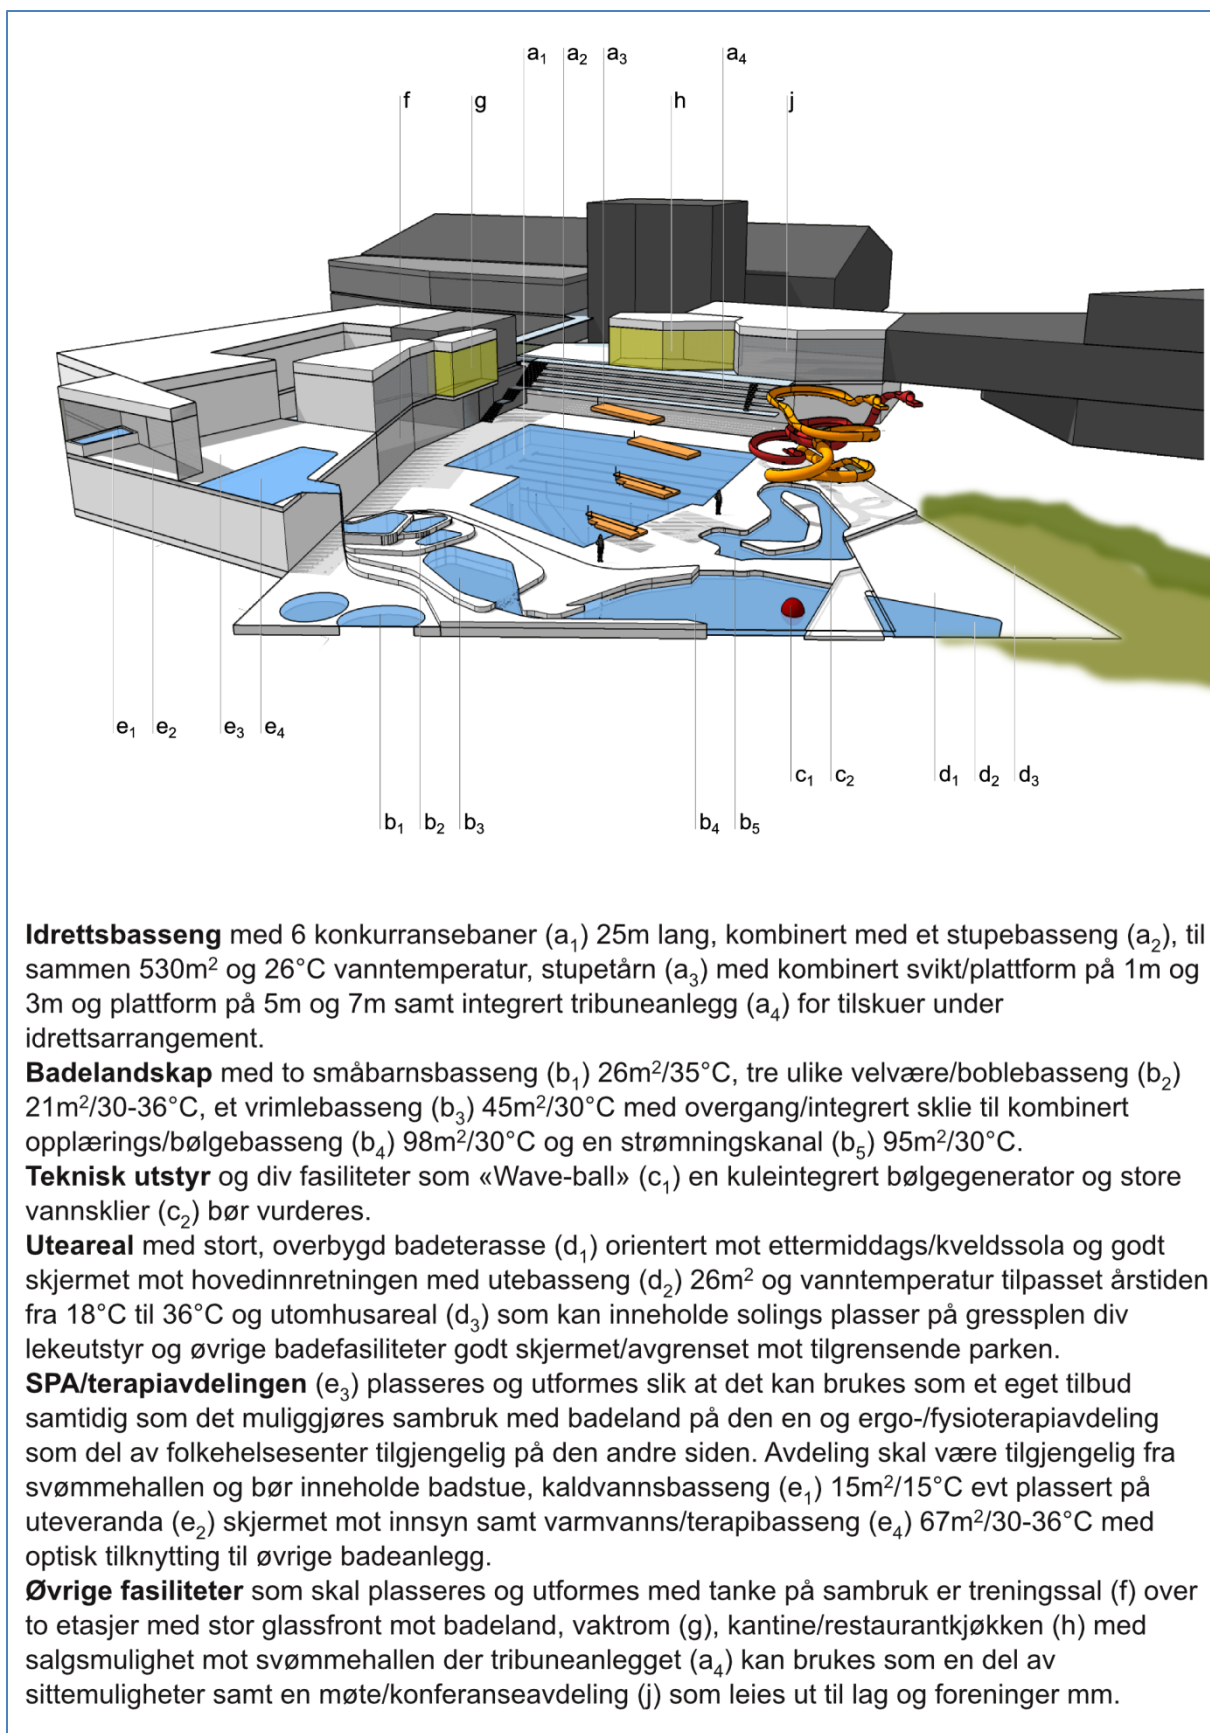 a₁ a₂ a₃ a₄
f g h j
e₁ e₂ e₃ e₄
c₁ c₂ d₁ d₂ d₃
b₁ b₂ b₃ b₄ b₅
Idrettsbasseng med 6 konkurransebaner (a₁) 25m lang, kombinert med et stupebasseng (a₂), til
sammen 530m² og 26°C vanntemperatur, stupetårn (a₃) med kombinert svikt/plattform på 1m og
3m og plattform på 5m og 7m samt integrert tribuneanlegg (a₄) for tilskuer under
idrettsarrangement.
Badelandskap med to småbarnsbasseng (b₁) 26m²/35°C, tre ulike velvære/boblebasseng (b₂)
21m²/30-36°C, et vrimlebasseng (b₃) 45m²/30°C med overgang/integrert sklie til kombinert
opplærings/bølgebasseng (b₄) 98m²/30°C og en strømningskanal (b₅) 95m²/30°C.
Teknisk utstyr og div fasiliteter som «Wave-ball» (c₁) en kuleintegrert bølgegenerator og store
vannsklier (c₂) bør vurderes.
Uteareal med stort, overbygd badeterasse (d₁) orientert mot ettermiddags/kveldssola og godt
skjermet mot hovedinnretningen med utebasseng (d₂) 26m² og vanntemperatur tilpasset årstiden
fra 18°C til 36°C og utomhusareal (d₃) som kan inneholde solings plasser på gressplen div
lekeutstyr og øvrige badefasiliteter godt skjermet/avgrenset mot tilgrensende parken.
SPA/terapiavdelingen (e₃) plasseres og utformes slik at det kan brukes som et eget tilbud
samtidig som det muliggjøres sambruk med badeland på den en og ergo-/fysioterapiavdeling
som del av folkehelsesenter tilgjengelig på den andre siden. Avdeling skal være tilgjengelig fra
svømmehallen og bør inneholde badstue, kaldvannsbasseng (e₁) 15m²/15°C evt plassert på
uteveranda (e₂) skjermet mot innsyn samt varmvanns/terapibasseng (e₄) 67m²/30-36°C med
optisk tilknytting til øvrige badeanlegg.
Øvrige fasiliteter som skal plasseres og utformes med tanke på sambruk er treningssal (f) over
to etasjer med stor glassfront mot badeland, vaktrom (g), kantine/restaurantkjøkken (h) med
salgsmulighet mot svømmehallen der tribuneanlegget (a₄) kan brukes som en del av
sittemuligheter samt en møte/konferanseavdeling (j) som leies ut til lag og foreninger mm.